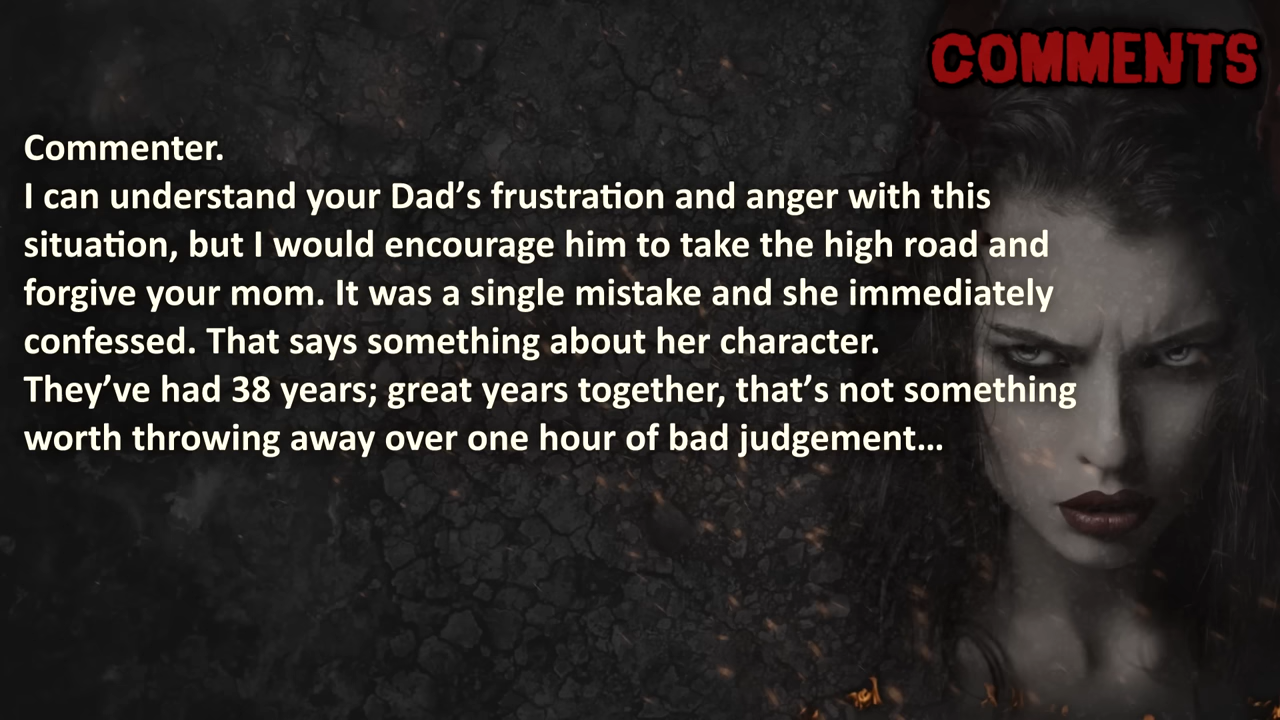 COMMENTS
Commenter.
I can understand your Dad’s frustration and anger with this
situation, but I would encourage him to take the high road and
forgive your mom. It was a single mistake and she immediately
confessed. That says something about her character.
They’ve had 38 years; great years together, that’s not something
worth throwing away over one hour of bad judgement…